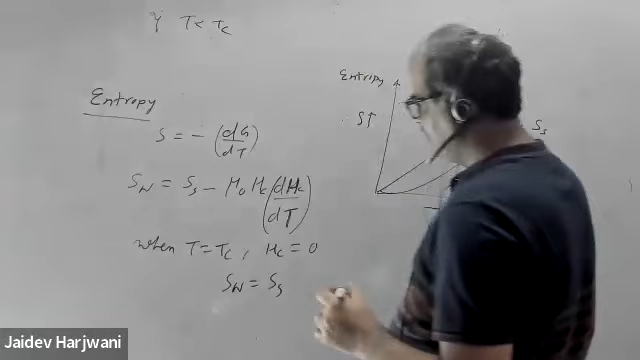 if T < Tc
Entropy
S = - (dG/dT)
SN = Ss - μ0 Hc (dHc/dT)
when T = Tc, Hc = 0
SN = Ss
Entropy
S↑
Ss
Jaidev Harjwani